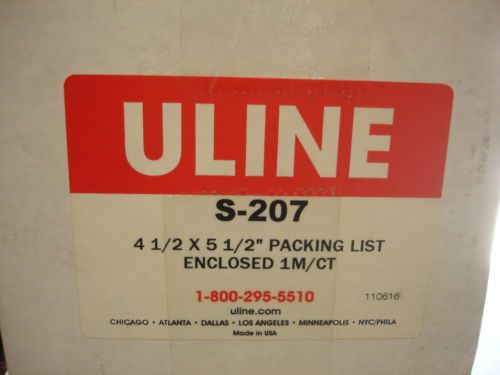 ULINE
S-207
4 1/2 X 5 1/2" PACKING LIST
ENCLOSED 1M/CT
1-800-295-5510
110616
uline.com
CHICAGO • ATLANTA • DALLAS • LOS ANGELES • MINNEAPOLIS • NYC/PHILA
Made in USA